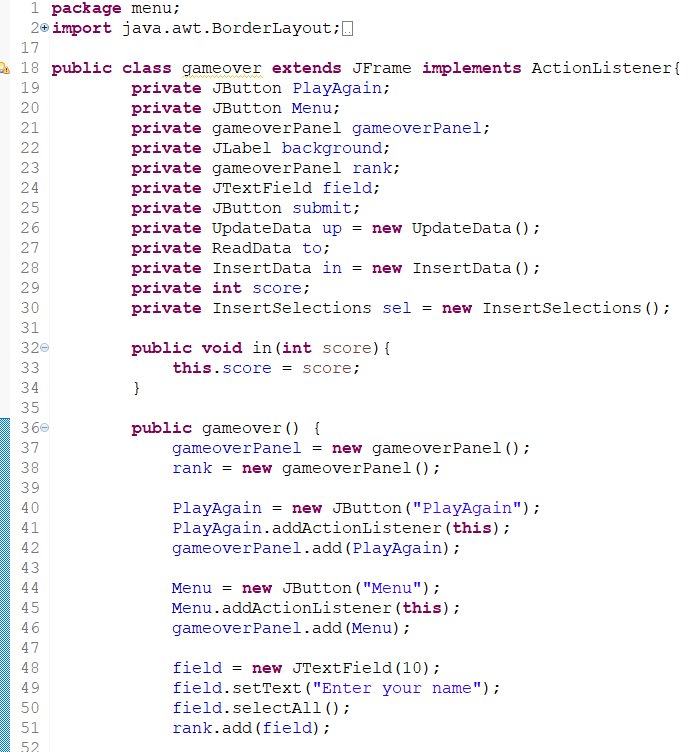 1 package menu;
2 import java.awt.BorderLayout;
17
18 public class gameover extends JFrame implements ActionListener{
19 private JButton PlayAgain;
20 private JButton Menu;
21 private gameoverPanel gameoverPanel;
22 private JLabel background;
23 private gameoverPanel rank;
24 private JTextField field;
25 private JButton submit;
26 private UpdateData up = new UpdateData();
27 private ReadData to;
28 private InsertData in = new InsertData();
29 private int score;
30 private InsertSelections sel = new InsertSelections();
31
32 public void in(int score){
33 this.score = score;
34 }
35
36 public gameover() {
37 gameoverPanel = new gameoverPanel();
38 rank = new gameoverPanel();
39
40 PlayAgain = new JButton("PlayAgain");
41 PlayAgain.addActionListener(this);
42 gameoverPanel.add(PlayAgain);
43
44 Menu = new JButton("Menu");
45 Menu.addActionListener(this);
46 gameoverPanel.add(Menu);
47
48 field = new JTextField(10);
49 field.setText("Enter your name");
50 field.selectAll();
51 rank.add(field);
52